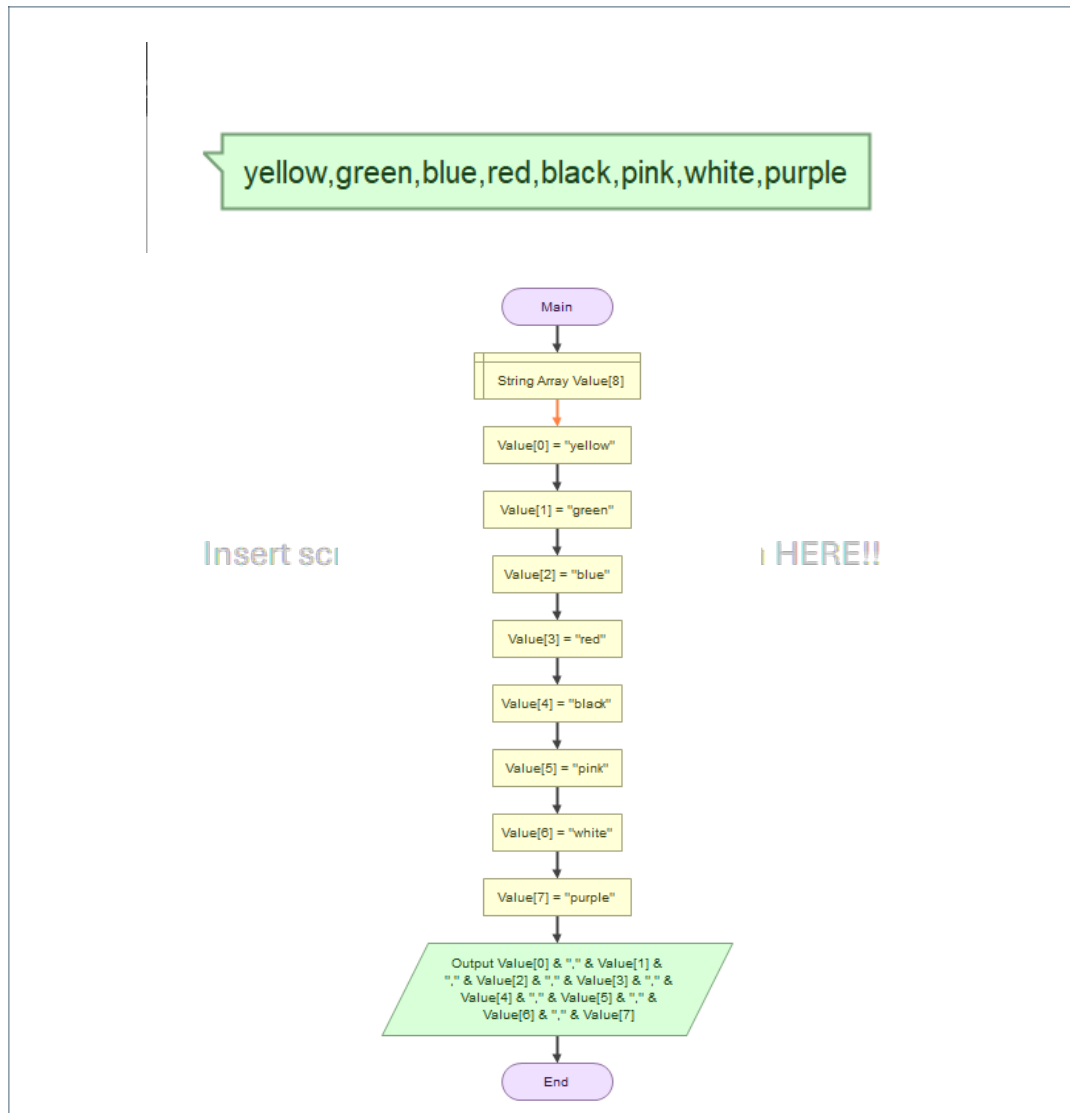 yellow,green,blue,red,black,pink,white,purple
Main
String Array Value[8]
Value[0] = "yellow"
Value[1] = "green"
Insert scr
HERE!!
Value[2] = "blue"
Value[3] = "red"
Value[4] = "black"
Value[5] = "pink"
Value[6] = "white"
Value[7] = "purple"
Output Value[0] & "," & Value[1] &
"," & Value[2] & "," & Value[3] & "," &
Value[4] & "," & Value[5] & "," &
Value[6] & "," & Value[7]
End